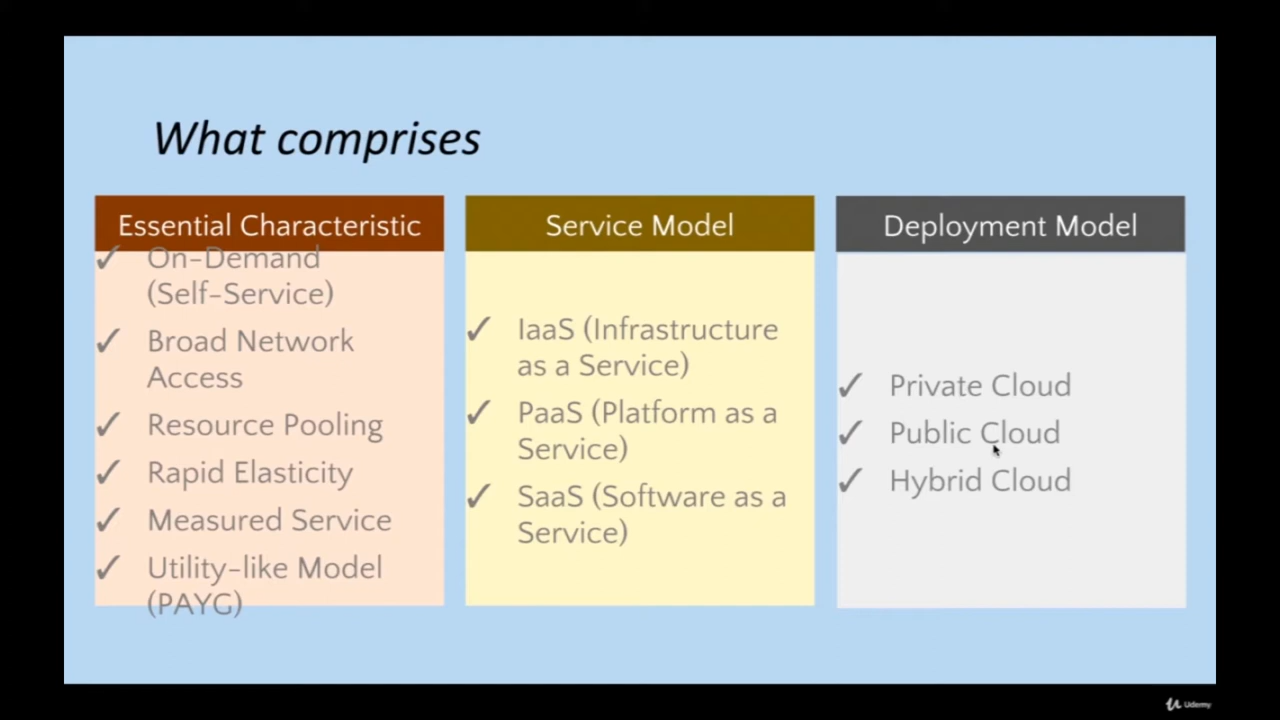 What comprises
Essential Characteristic
✓ On-Demand
(Self-Service)
✓ Broad Network
Access
✓ Resource Pooling
✓ Rapid Elasticity
✓ Measured Service
✓ Utility-like Model
(PAYG)
Service Model
✓ IaaS (Infrastructure
as a Service)
✓ PaaS (Platform as a
Service)
✓ SaaS (Software as a
Service)
Deployment Model
✓ Private Cloud
✓ Public Cloud
✓ Hybrid Cloud
Udemy